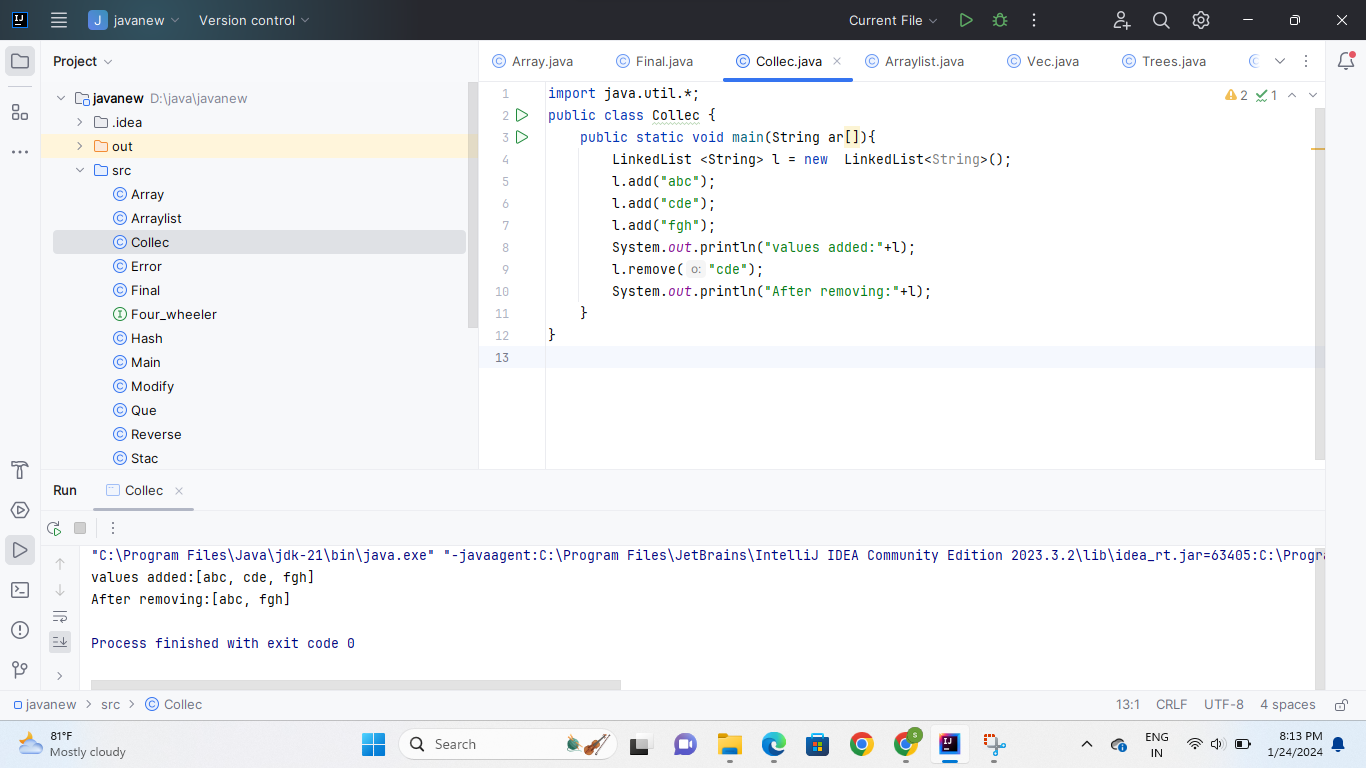 J javanew Version control Current File
Project
Array.java Final.java Collec.java Arraylist.java Vec.java Trees.java
javanew D:\java\javanew
.idea
out
src
Array
Arraylist
Collec
Error
Final
Four_wheeler
Hash
Main
Modify
Que
Reverse
Stac
2 1
1 import java.util.*;
2 public class Collec {
3 public static void main(String ar[]){
4 LinkedList <String> l = new  LinkedList<String>();
5 l.add("abc");
6 l.add("cde");
7 l.add("fgh");
8 System.out.println("values added:"+l);
9 l.remove( o: "cde");
10 System.out.println("After removing:"+l);
11 }
12 }
13
Run Collec
"C:\Program Files\Java\jdk-21\bin\java.exe" "-javaagent:C:\Program Files\JetBrains\IntelliJ IDEA Community Edition 2023.3.2\lib\idea_rt.jar=63405:C:\Progra
values added:[abc, cde, fgh]
After removing:[abc, fgh]
Process finished with exit code 0
javanew > src > Collec 13:1 CRLF UTF-8 4 spaces
81°F
Mostly cloudy
Search
ENG
IN
8:13 PM
1/24/2024